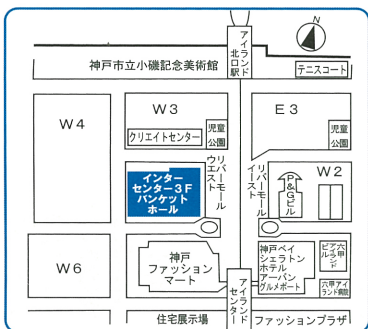 N
アイランド
北口駅
神戸市立小磯記念美術館
テニスコート
W4
W3
クリエイトセンター
児童
公園
E3
児童
公園
リバーモール
ウエスト
リバーモール
イースト
インター
センター3F
バンケット
ホール
P&Gビル
W2
W6
神戸
ファッション
マート
神戸ベイ
シェラトン
ホテル
アーバン
グルメポート
六甲
アイランド
ビル
六甲アイ
ランド病院
アイランド
センター
住宅展示場
ファッションプラザ